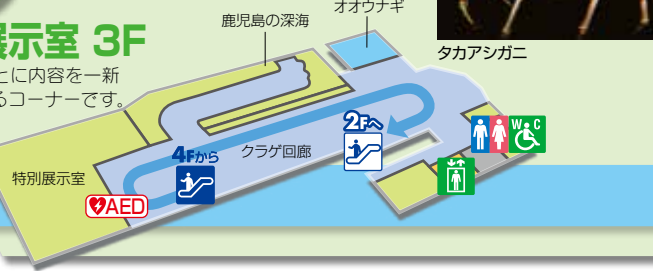 オオウナギ
鹿児島の深海
展示室 3F
とに内容を一新
るコーナーです。
タカアシガニ
2Fへ
W C
4Fから
クラゲ回廊
特別展示室
AED